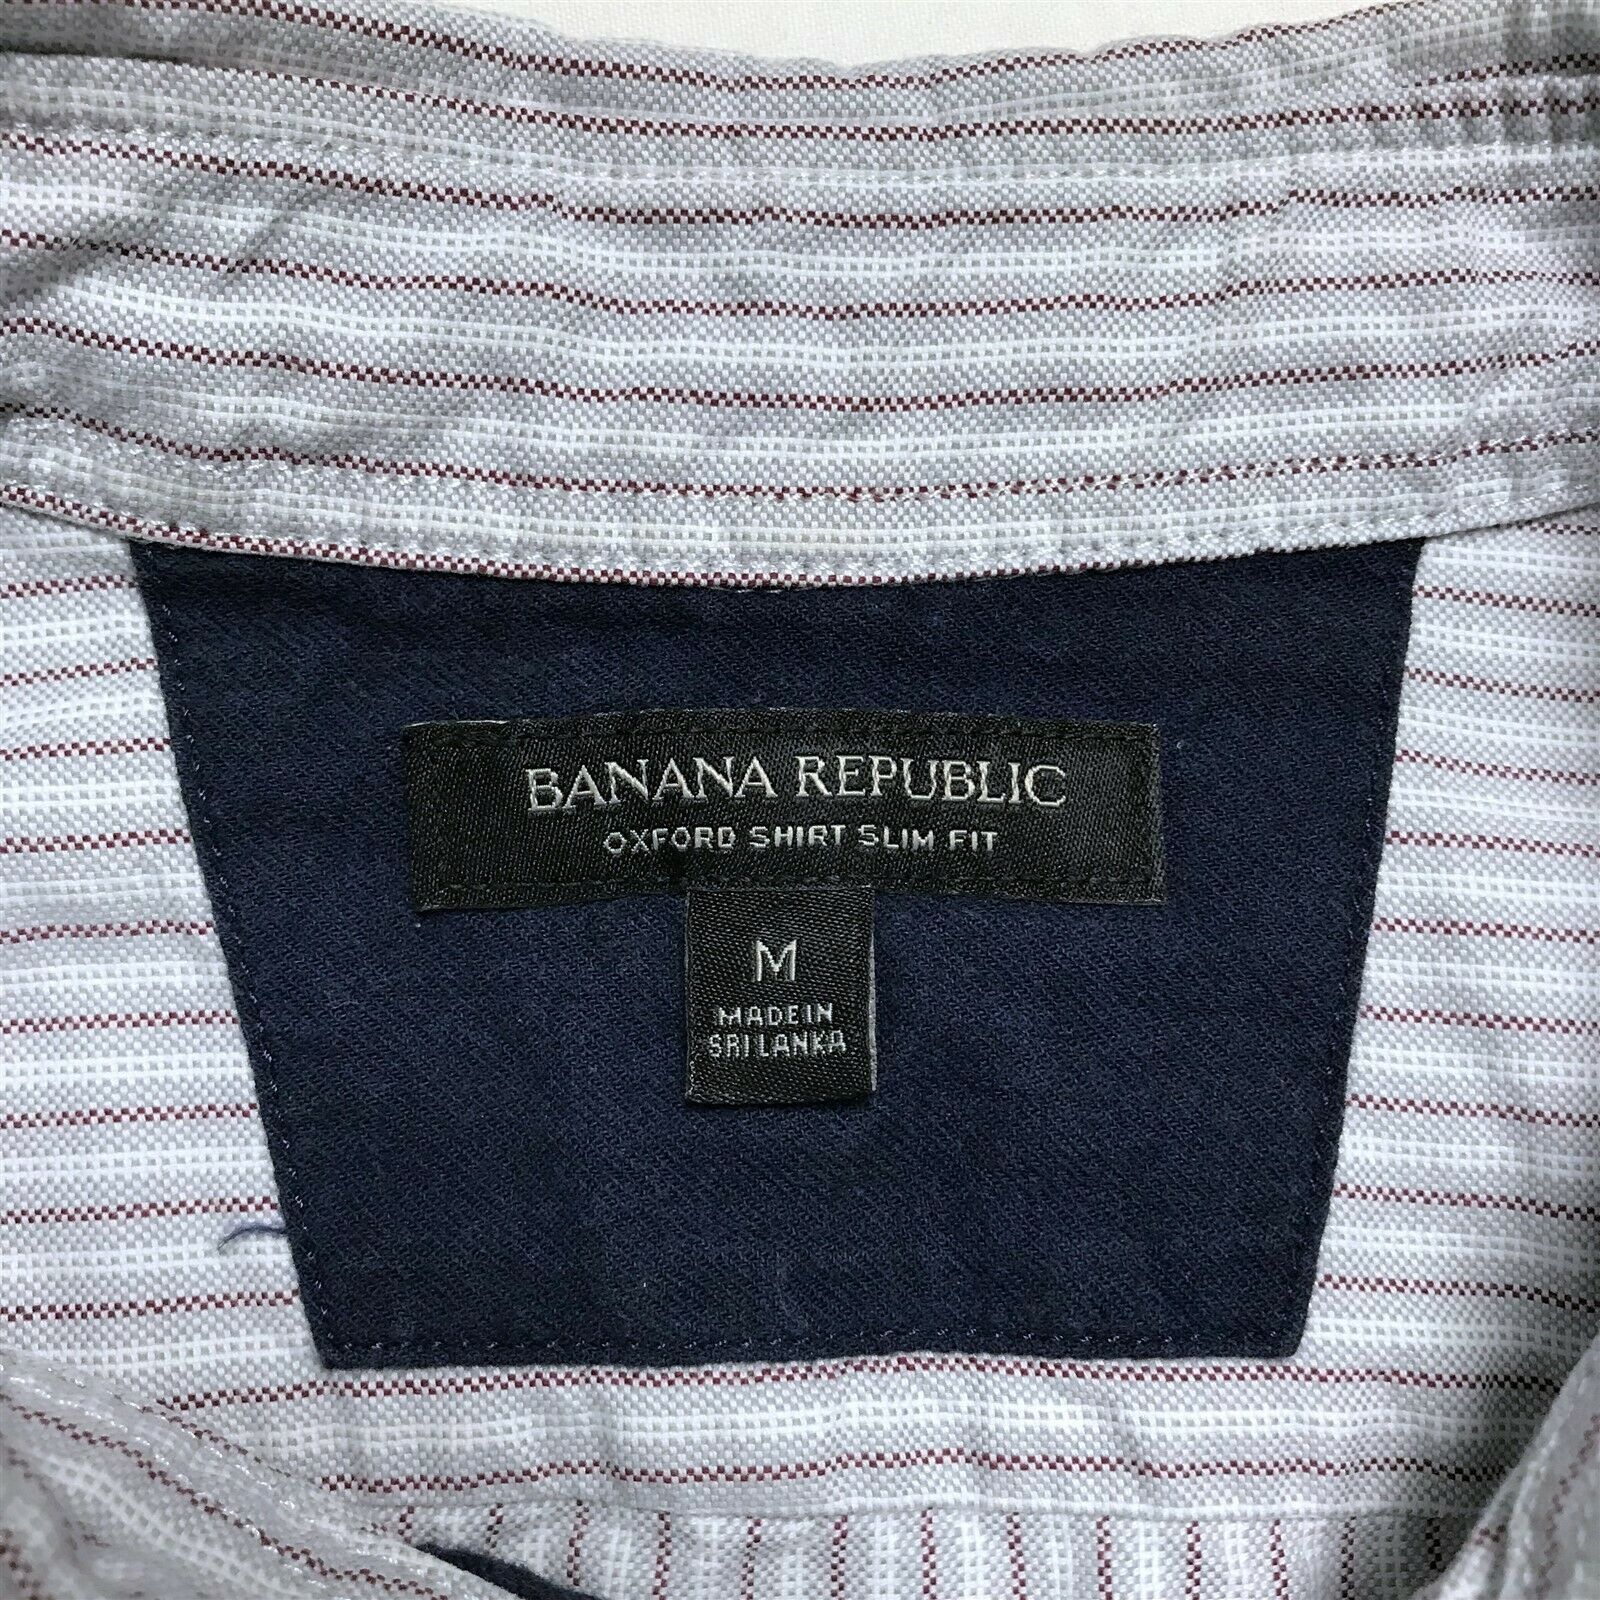 BANANA REPUBLIC
OXFORD SHIRT SLIM FIT
M
MADE IN
SRI LANKA